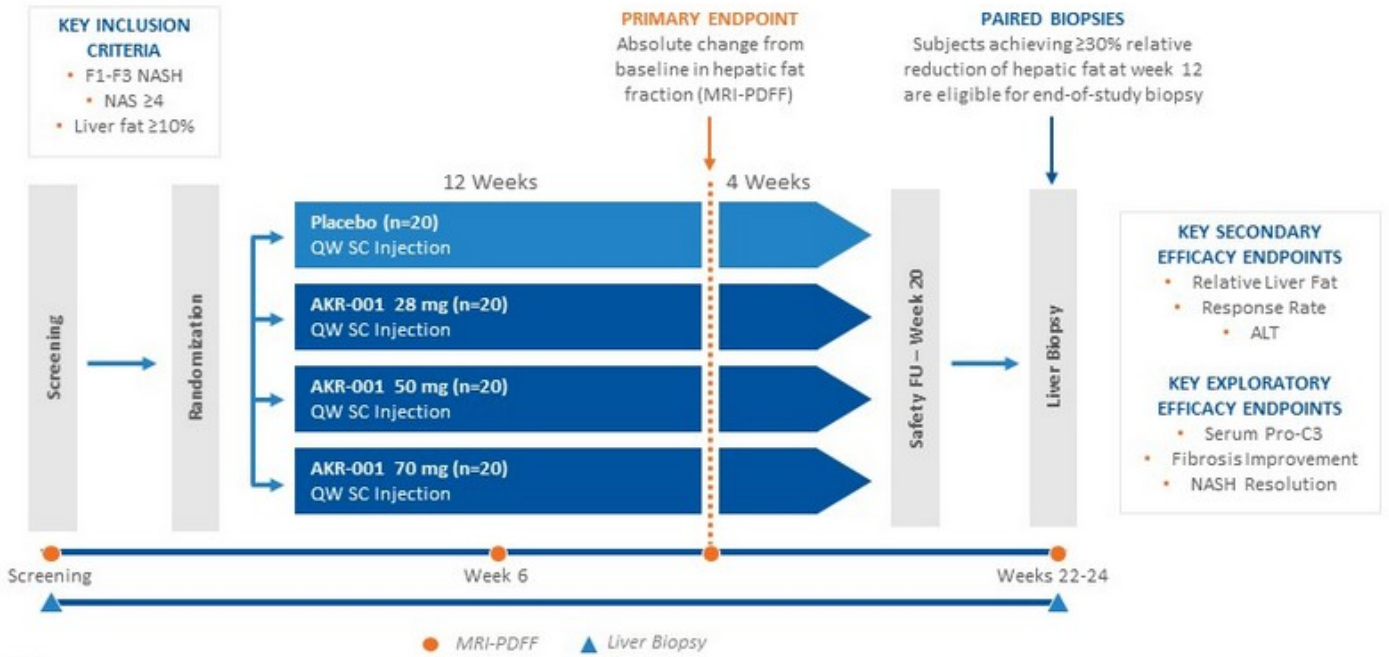 KEY INCLUSION
CRITERIA
• F1-F3 NASH
• NAS ≥4
• Liver fat ≥10%
PRIMARY ENDPOINT
Absolute change from
baseline in hepatic fat
fraction (MRI-PDFF)
PAIRED BIOPSIES
Subjects achieving ≥30% relative
reduction of hepatic fat at week 12
are eligible for end-of-study biopsy
12 Weeks
4 Weeks
Screening
Randomization
Placebo (n=20)
QW SC Injection
AKR-001 28 mg (n=20)
QW SC Injection
AKR-001 50 mg (n=20)
QW SC Injection
AKR-001 70 mg (n=20)
QW SC Injection
Safety FU – Week 20
Liver Biopsy
KEY SECONDARY
EFFICACY ENDPOINTS
• Relative Liver Fat
• Response Rate
• ALT
KEY EXPLORATORY
EFFICACY ENDPOINTS
• Serum Pro-C3
• Fibrosis Improvement
• NASH Resolution
Screening
Week 6
Weeks 22-24
MRI-PDFF
Liver Biopsy